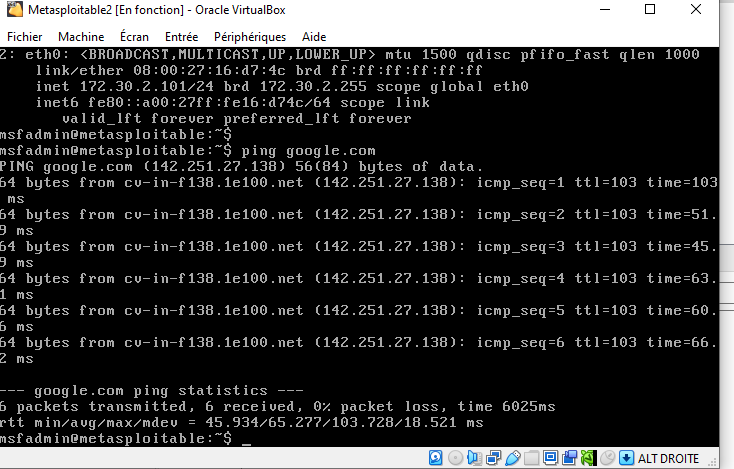 Metasploitable2 [En fonction] - Oracle VirtualBox
Fichier Machine Écran Entrée Périphériques Aide
2: eth0: <BROADCAST,MULTICAST,UP,LOWER_UP> mtu 1500 qdisc pfifo_fast qlen 1000
link/ether 08:00:27:16:d7:4c brd ff:ff:ff:ff:ff:ff
inet 172.30.2.101/24 brd 172.30.2.255 scope global eth0
inet6 fe80::a00:27ff:fe16:d74c/64 scope link
valid_lft forever preferred_lft forever
msfadmin@metasploitable:~$
msfadmin@metasploitable:~$ ping google.com
PING google.com (142.251.27.138) 56(84) bytes of data.
64 bytes from cv-in-f138.1e100.net (142.251.27.138): icmp_seq=1 ttl=103 time=103
ms
64 bytes from cv-in-f138.1e100.net (142.251.27.138): icmp_seq=2 ttl=103 time=51.
9 ms
64 bytes from cv-in-f138.1e100.net (142.251.27.138): icmp_seq=3 ttl=103 time=45.
9 ms
64 bytes from cv-in-f138.1e100.net (142.251.27.138): icmp_seq=4 ttl=103 time=63.
1 ms
64 bytes from cv-in-f138.1e100.net (142.251.27.138): icmp_seq=5 ttl=103 time=60.
6 ms
64 bytes from cv-in-f138.1e100.net (142.251.27.138): icmp_seq=6 ttl=103 time=66.
2 ms
--- google.com ping statistics ---
6 packets transmitted, 6 received, 0% packet loss, time 6025ms
rtt min/avg/max/mdev = 45.934/65.277/103.728/18.521 ms
msfadmin@metasploitable:~$ _
ALT DROITE